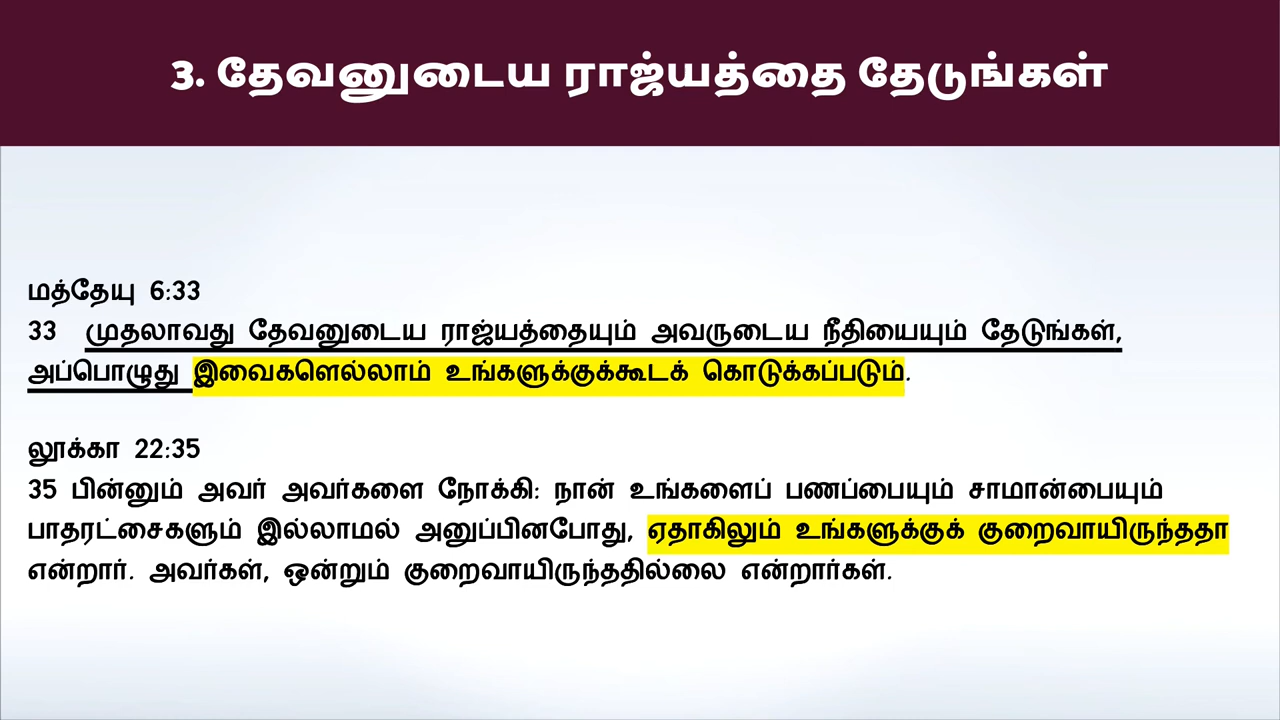 3. தேவனுடைய ராஜ்யத்தை தேடுங்கள்
மத்தேயு 6:33
33 முதலாவது தேவனுடைய ராஜ்யத்தையும் அவருடைய நீதியையும் தேடுங்கள்,
அப்பொழுது இவைகளெல்லாம் உங்களுக்குக்கூடக் கொடுக்கப்படும்.
லூக்கா 22:35
35 பின்னும் அவர் அவர்களை நோக்கி: நான் உங்களைப் பணப்பையும் சாமான்பையும்
பாதரட்சைகளும் இல்லாமல் அனுப்பினபோது, ஏதாகிலும் உங்களுக்குக் குறைவாயிருந்ததா
என்றார். அவர்கள், ஒன்றும் குறைவாயிருந்ததில்லை என்றார்கள்.